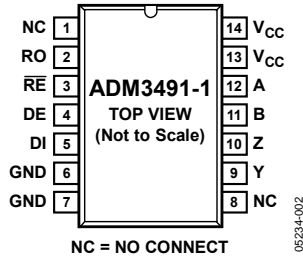 NC 1 14 VCC
RO 2 13 VCC
RE 3 ADM3491-1 12 A
DE 4 TOP VIEW 11 B
DI 5 (Not to Scale) 10 Z
GND 6 9 Y
GND 7 8 NC
NC = NO CONNECT
05234-002